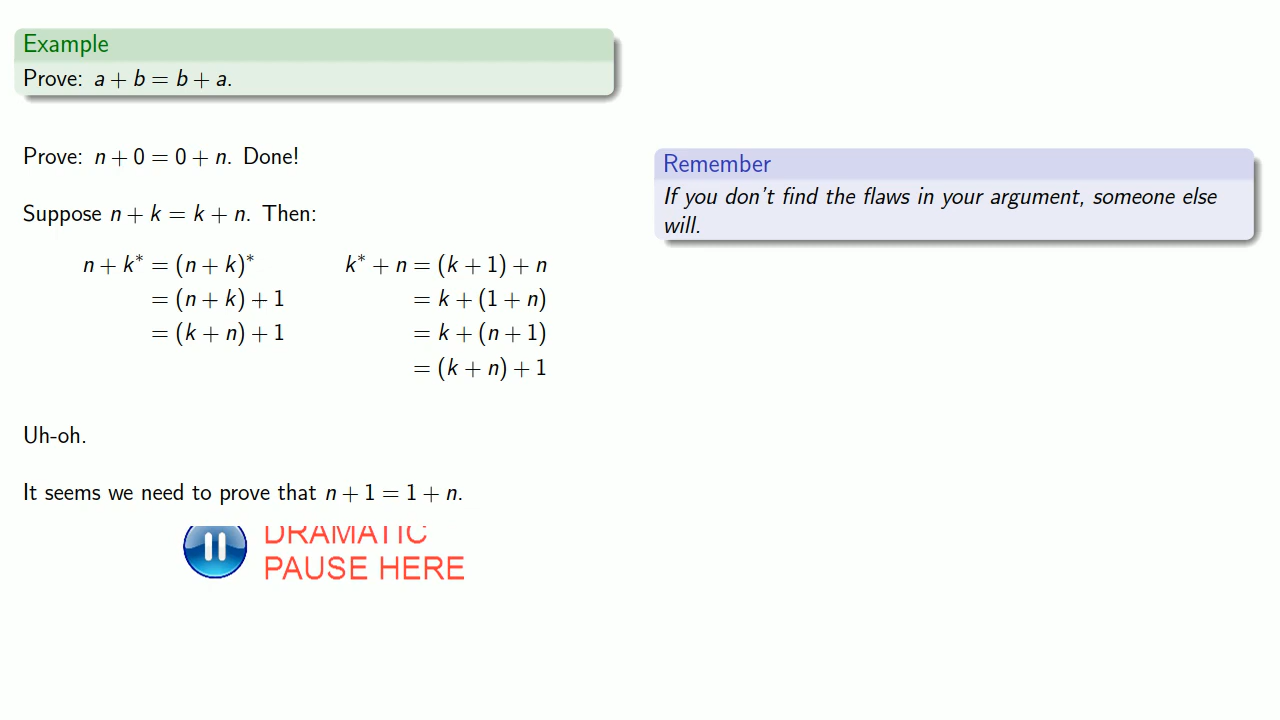 Example
Prove: a + b = b + a.
Prove: n + 0 = 0 + n. Done!
Suppose n + k = k + n. Then:
n + k* = (n + k)*
= (n + k) + 1
= (k + n) + 1
k* + n = (k + 1) + n
= k + (1 + n)
= k + (n + 1)
= (k + n) + 1
Uh-oh.
It seems we need to prove that n + 1 = 1 + n.
DRAMATIC
PAUSE HERE
Remember
If you don't find the flaws in your argument, someone else
will.